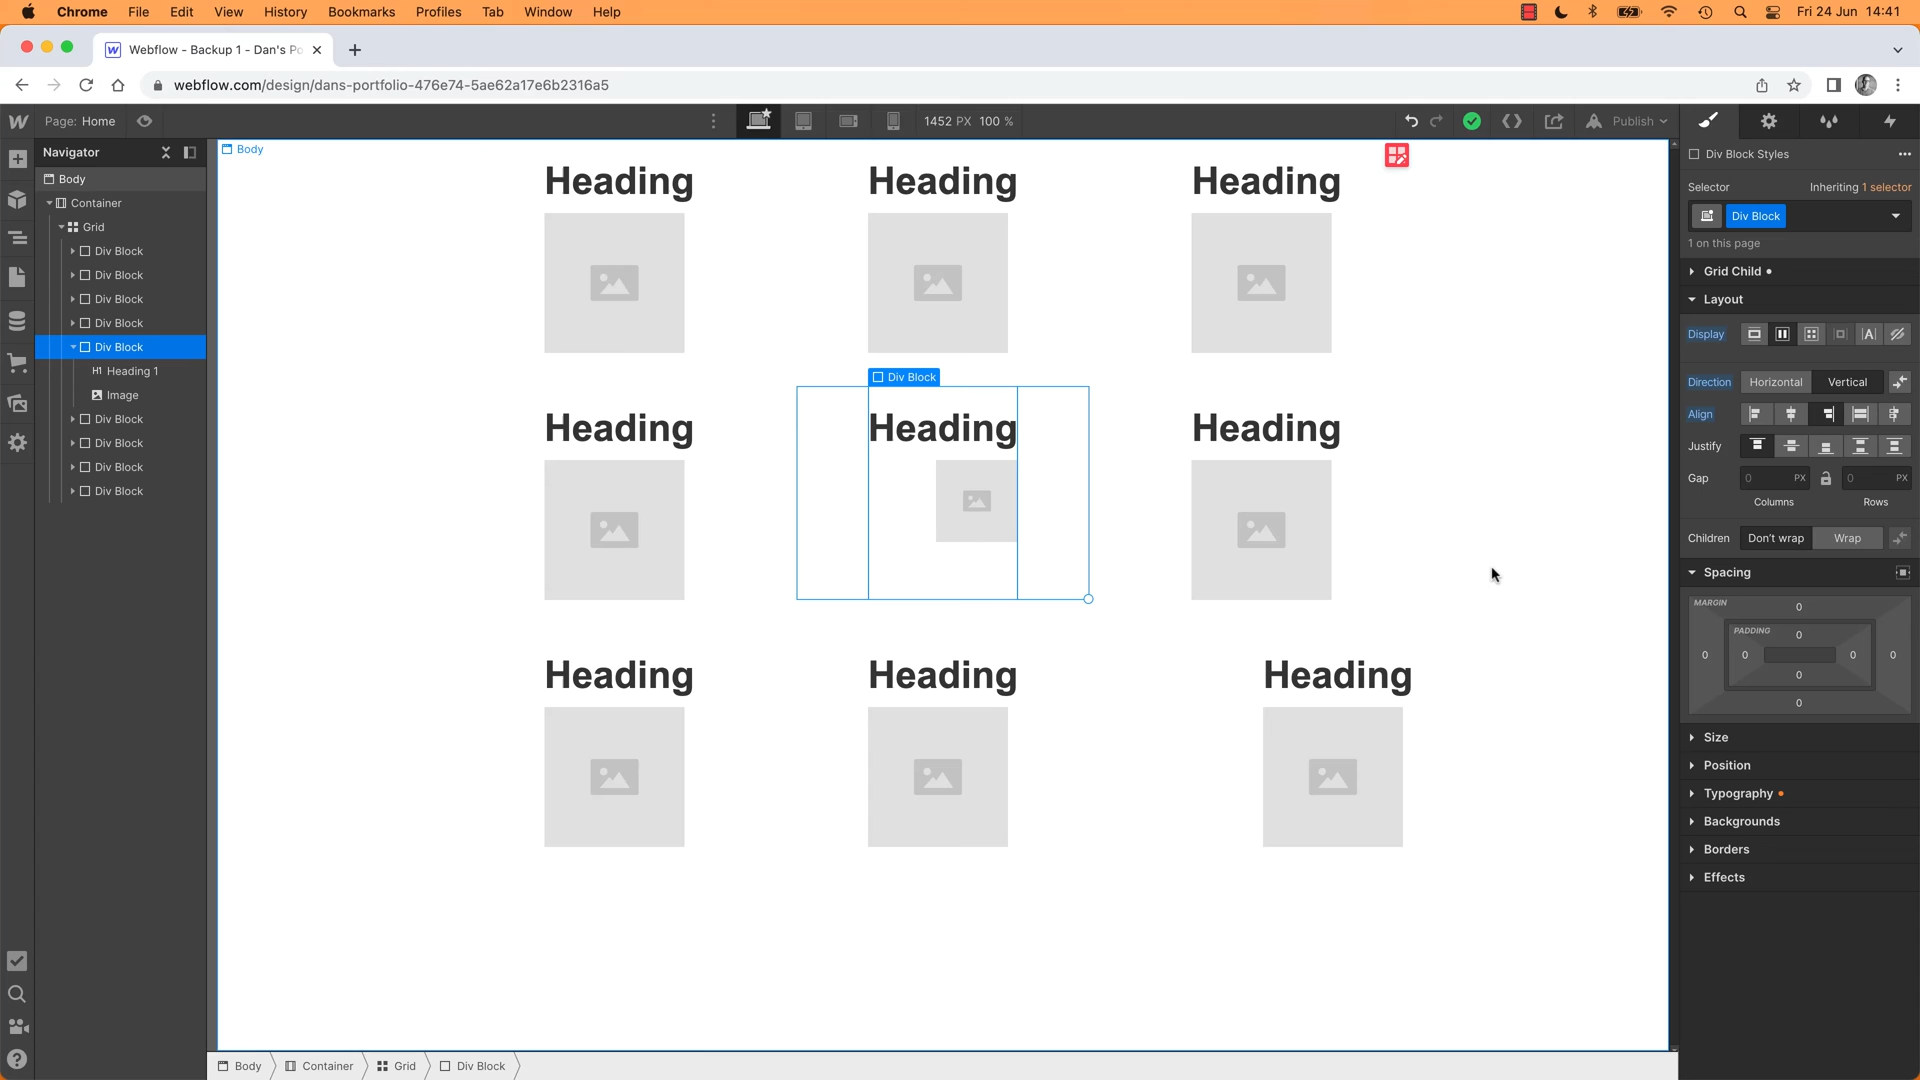 Chrome File Edit View History Bookmarks Profiles Tab Window Help Fri 24 Jun 14:41
Webflow - Backup 1 - Dan's Po
webflow.com/design/dans-portfolio-476e74-5ae62a17e6b2316a5
Page: Home 1452 PX 100 % Publish
Navigator
Body
Container
Grid
Div Block
Div Block
Div Block
Div Block
Div Block
H1 Heading 1
Image
Div Block
Div Block
Div Block
Div Block
Body
Heading Heading Heading
Div Block
Heading Heading Heading
Heading Heading Heading
Body Container Grid Div Block
Div Block Styles
Selector Inheriting 1 selector
Div Block
1 on this page
Grid Child
Layout
Display
Direction Horizontal Vertical
Align
Justify
Gap 0 PX 0 PX
Columns Rows
Children Don't wrap Wrap
Spacing
MARGIN 0
PADDING 0
0 0 0 0
0
0
Size
Position
Typography
Backgrounds
Borders
Effects